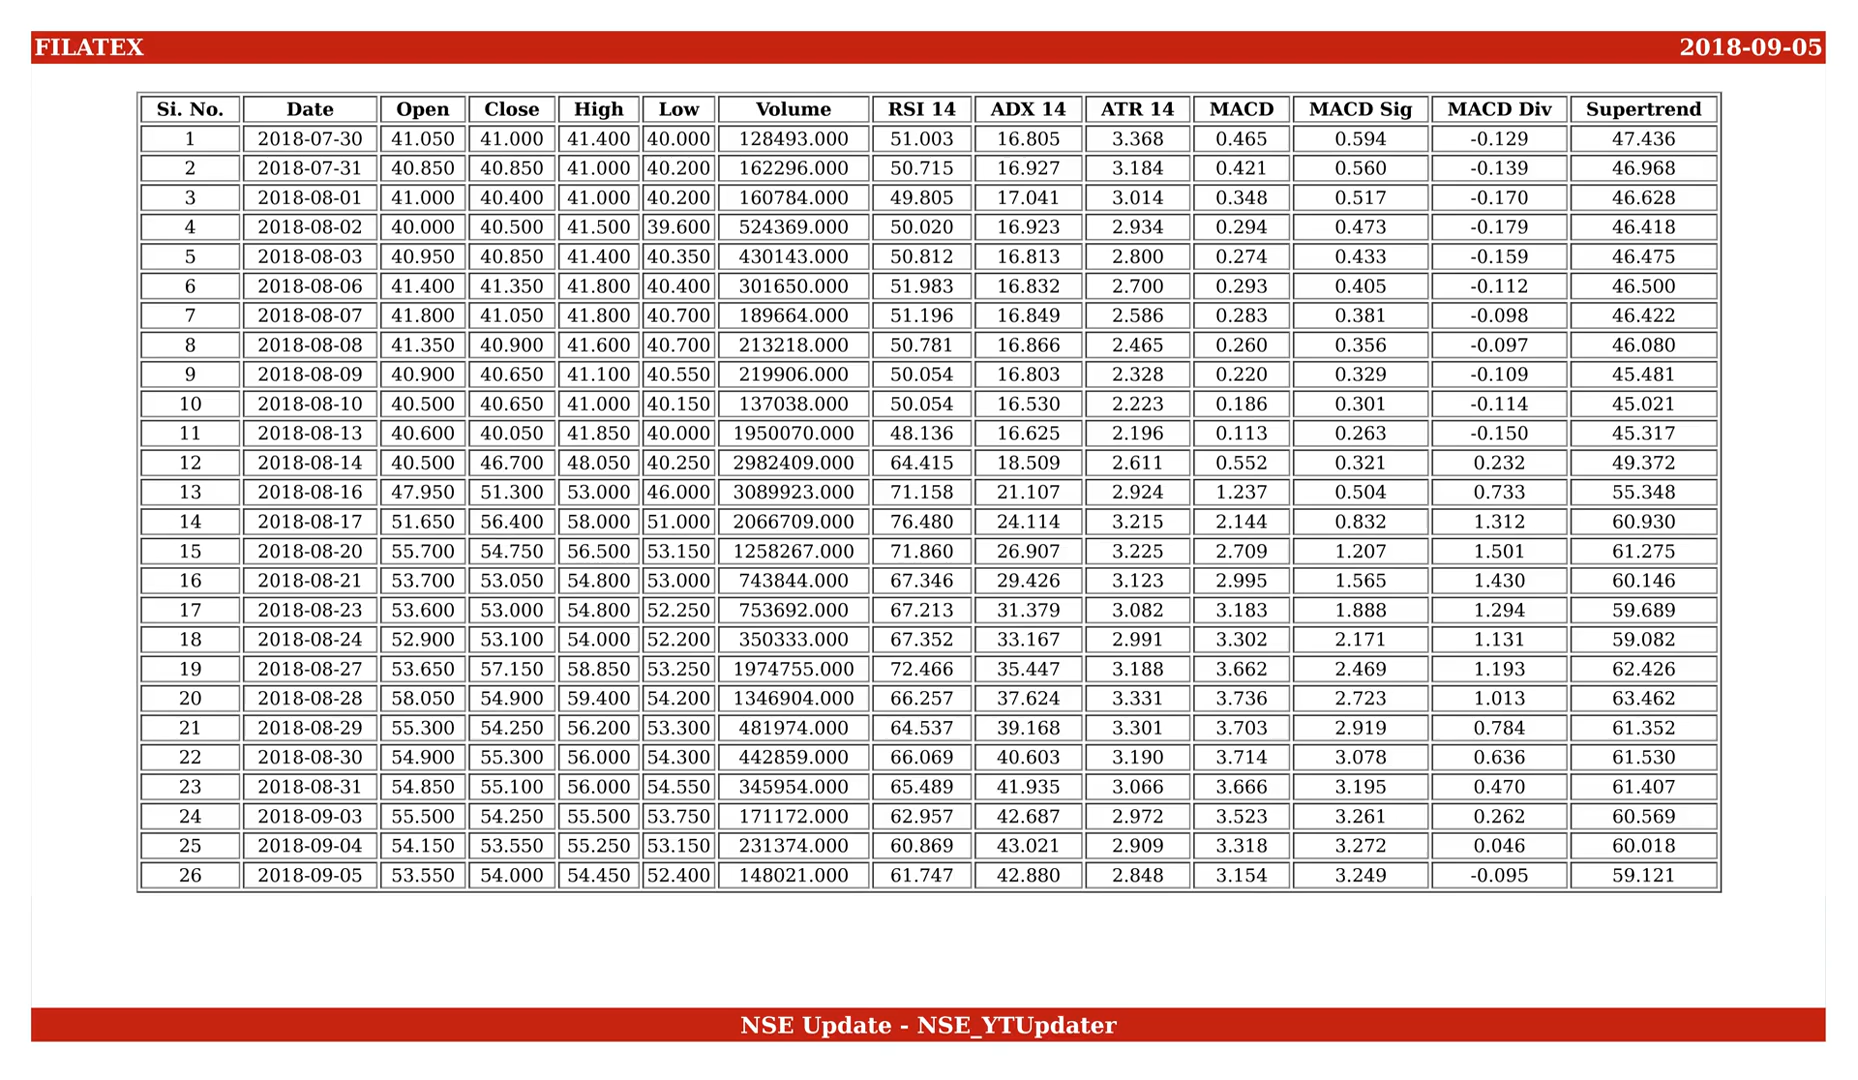 FILATEX 2018-09-05
Si. No. Date Open Close High Low Volume RSI 14 ADX 14 ATR 14 MACD MACD Sig MACD Div Supertrend
1 2018-07-30 41.050 41.000 41.400 40.000 128493.000 51.003 16.805 3.368 0.465 0.594 -0.129 47.436
2 2018-07-31 40.850 40.850 41.000 40.200 162296.000 50.715 16.927 3.184 0.421 0.560 -0.139 46.968
3 2018-08-01 41.000 40.400 41.000 40.200 160784.000 49.805 17.041 3.014 0.348 0.517 -0.170 46.628
4 2018-08-02 40.000 40.500 41.500 39.600 524369.000 50.020 16.923 2.934 0.294 0.473 -0.179 46.418
5 2018-08-03 40.950 40.850 41.400 40.350 430143.000 50.812 16.813 2.800 0.274 0.433 -0.159 46.475
6 2018-08-06 41.400 41.350 41.800 40.400 301650.000 51.983 16.832 2.700 0.293 0.405 -0.112 46.500
7 2018-08-07 41.800 41.050 41.800 40.700 189664.000 51.196 16.849 2.586 0.283 0.381 -0.098 46.422
8 2018-08-08 41.350 40.900 41.600 40.700 213218.000 50.781 16.866 2.465 0.260 0.356 -0.097 46.080
9 2018-08-09 40.900 40.650 41.100 40.550 219906.000 50.054 16.803 2.328 0.220 0.329 -0.109 45.481
10 2018-08-10 40.500 40.650 41.000 40.150 137038.000 50.054 16.530 2.223 0.186 0.301 -0.114 45.021
11 2018-08-13 40.600 40.050 41.850 40.000 1950070.000 48.136 16.625 2.196 0.113 0.263 -0.150 45.317
12 2018-08-14 40.500 46.700 48.050 40.250 2982409.000 64.415 18.509 2.611 0.552 0.321 0.232 49.372
13 2018-08-16 47.950 51.300 53.000 46.000 3089923.000 71.158 21.107 2.924 1.237 0.504 0.733 55.348
14 2018-08-17 51.650 56.400 58.000 51.000 2066709.000 76.480 24.114 3.215 2.144 0.832 1.312 60.930
15 2018-08-20 55.700 54.750 56.500 53.150 1258267.000 71.860 26.907 3.225 2.709 1.207 1.501 61.275
16 2018-08-21 53.700 53.050 54.800 53.000 743844.000 67.346 29.426 3.123 2.995 1.565 1.430 60.146
17 2018-08-23 53.600 53.000 54.800 52.250 753692.000 67.213 31.379 3.082 3.183 1.888 1.294 59.689
18 2018-08-24 52.900 53.100 54.000 52.200 350333.000 67.352 33.167 2.991 3.302 2.171 1.131 59.082
19 2018-08-27 53.650 57.150 58.850 53.250 1974755.000 72.466 35.447 3.188 3.662 2.469 1.193 62.426
20 2018-08-28 58.050 54.900 59.400 54.200 1346904.000 66.257 37.624 3.331 3.736 2.723 1.013 63.462
21 2018-08-29 55.300 54.250 56.200 53.300 481974.000 64.537 39.168 3.301 3.703 2.919 0.784 61.352
22 2018-08-30 54.900 55.300 56.000 54.300 442859.000 66.069 40.603 3.190 3.714 3.078 0.636 61.530
23 2018-08-31 54.850 55.100 56.000 54.550 345954.000 65.489 41.935 3.066 3.666 3.195 0.470 61.407
24 2018-09-03 55.500 54.250 55.500 53.750 171172.000 62.957 42.687 2.972 3.523 3.261 0.262 60.569
25 2018-09-04 54.150 53.550 55.250 53.150 231374.000 60.869 43.021 2.909 3.318 3.272 0.046 60.018
26 2018-09-05 53.550 54.000 54.450 52.400 148021.000 61.747 42.880 2.848 3.154 3.249 -0.095 59.121
NSE Update - NSE_YTUpdater